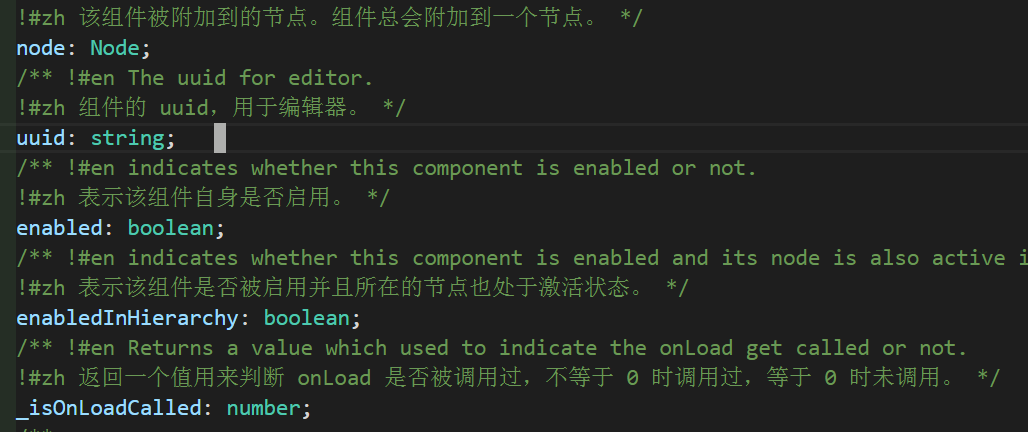 !#zh 该组件被附加到的节点。组件总会附加到一个节点。 */
node: Node;
/** !#en The uuid for editor.
!#zh 组件的 uuid，用于编辑器。 */
uuid: string;
/** !#en indicates whether this component is enabled or not.
!#zh 表示该组件自身是否启用。 */
enabled: boolean;
/** !#en indicates whether this component is enabled and its node is also active i
!#zh 表示该组件是否被启用并且所在的节点也处于激活状态。 */
enabledInHierarchy: boolean;
/** !#en Returns a value which used to indicate the onLoad get called or not.
!#zh 返回一个值用来判断 onLoad 是否被调用过，不等于 0 时调用过，等于 0 时未调用。 */
_isOnLoadCalled: number;
/**